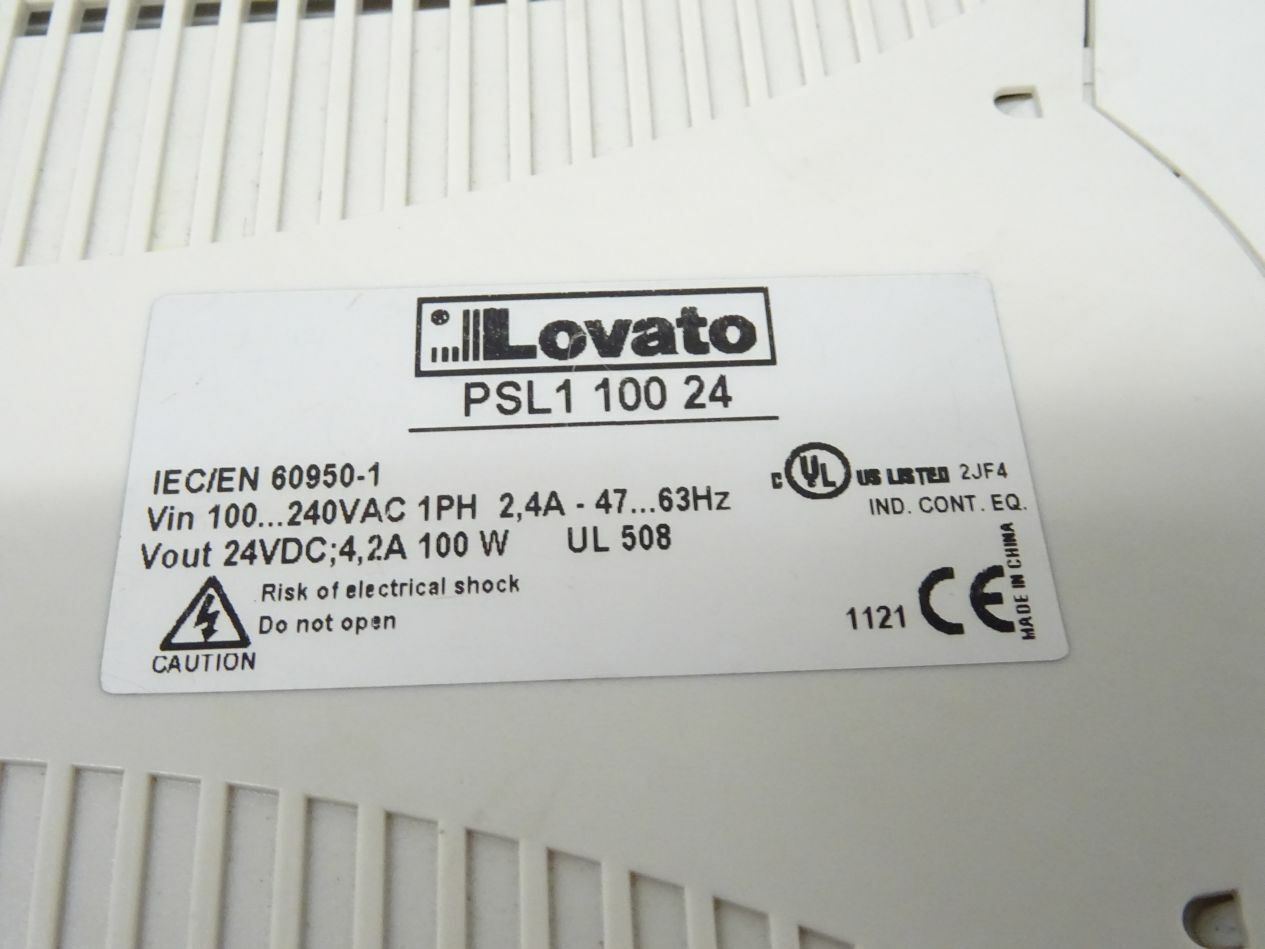 Lovato
PSL1 100 24
IEC/EN 60950-1
Vin 100...240VAC 1PH 2,4A - 47...63Hz
Vout 24VDC;4,2A 100 W UL 508
Risk of electrical shock
Do not open
CAUTION
C UL US LISTED 2JF4
IND. CONT. EQ.
1121 CE
MADE IN CHINA